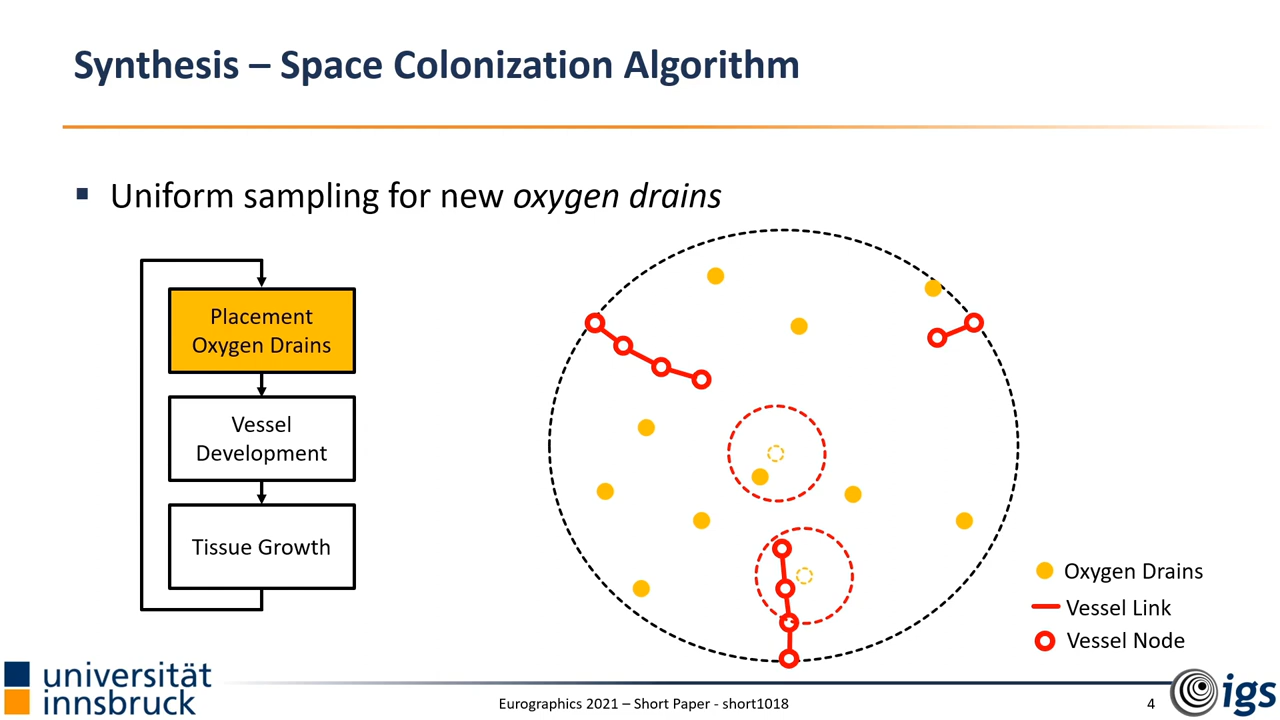 Synthesis – Space Colonization Algorithm
▪ Uniform sampling for new oxygen drains
Placement
Oxygen Drains
Vessel
Development
Tissue Growth
Oxygen Drains
Vessel Link
Vessel Node
universität
innsbruck
Eurographics 2021 – Short Paper - short1018
4
igs